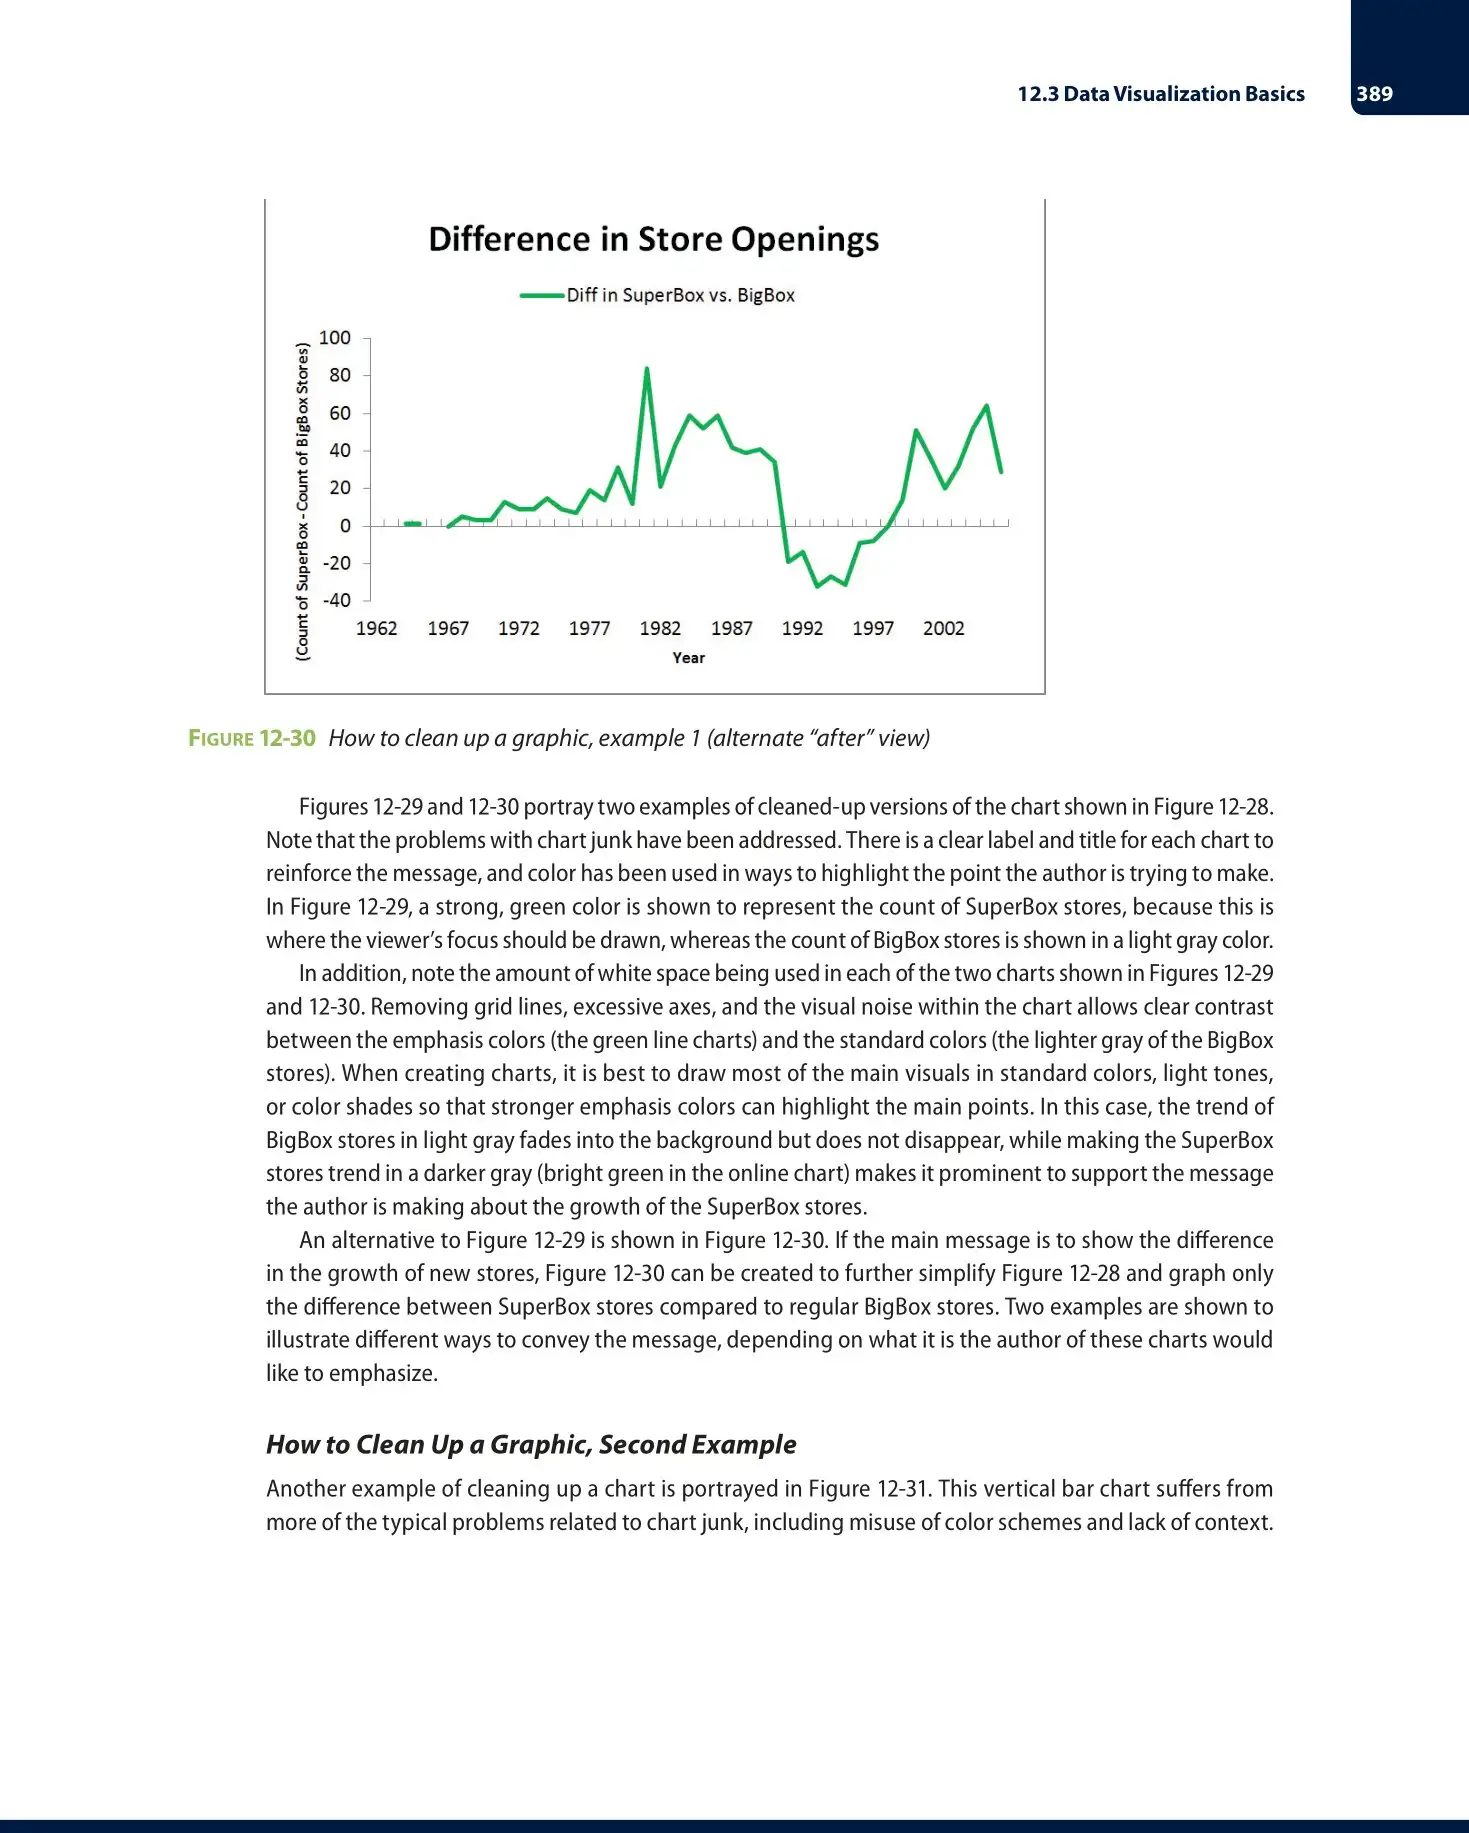 12.3 Data Visualization Basics 389
Difference in Store Openings
Diff in SuperBox vs. BigBox
(Count of SuperBox - Count of BigBox Stores)
100
80
60
40
20
0
-20
-40
1962 1967 1972 1977 1982 1987 1992 1997 2002
Year
FIGURE 12-30 How to clean up a graphic, example 1 (alternate “after” view)
Figures 12-29 and 12-30 portray two examples of cleaned-up versions of the chart shown in Figure 12-28.
Note that the problems with chart junk have been addressed. There is a clear label and title for each chart to
reinforce the message, and color has been used in ways to highlight the point the author is trying to make.
In Figure 12-29, a strong, green color is shown to represent the count of SuperBox stores, because this is
where the viewer’s focus should be drawn, whereas the count of BigBox stores is shown in a light gray color.
In addition, note the amount of white space being used in each of the two charts shown in Figures 12-29
and 12-30. Removing grid lines, excessive axes, and the visual noise within the chart allows clear contrast
between the emphasis colors (the green line charts) and the standard colors (the lighter gray of the BigBox
stores). When creating charts, it is best to draw most of the main visuals in standard colors, light tones,
or color shades so that stronger emphasis colors can highlight the main points. In this case, the trend of
BigBox stores in light gray fades into the background but does not disappear, while making the SuperBox
stores trend in a darker gray (bright green in the online chart) makes it prominent to support the message
the author is making about the growth of the SuperBox stores.
An alternative to Figure 12-29 is shown in Figure 12-30. If the main message is to show the difference
in the growth of new stores, Figure 12-30 can be created to further simplify Figure 12-28 and graph only
the difference between SuperBox stores compared to regular BigBox stores. Two examples are shown to
illustrate different ways to convey the message, depending on what it is the author of these charts would
like to emphasize.
How to Clean Up a Graphic, Second Example
Another example of cleaning up a chart is portrayed in Figure 12-31. This vertical bar chart suffers from
more of the typical problems related to chart junk, including misuse of color schemes and lack of context.